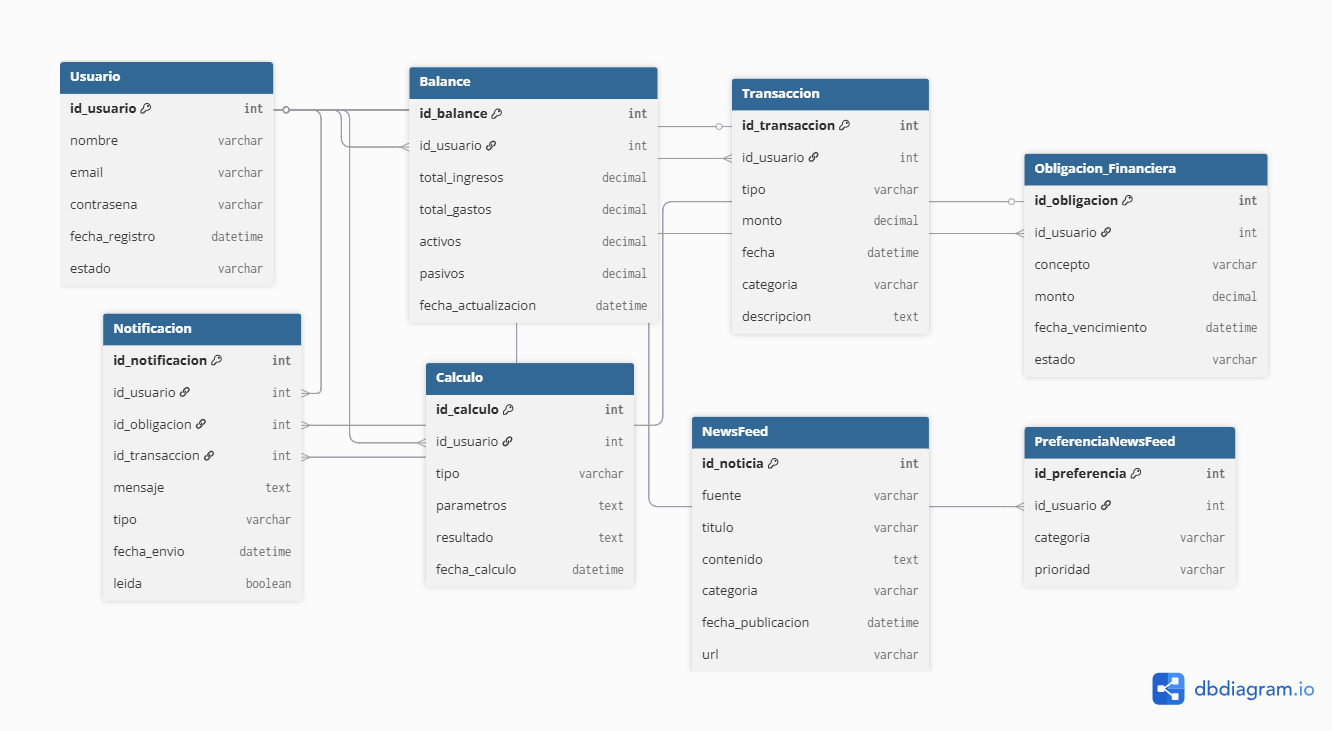 Usuario
id_usuario int
nombre varchar
email varchar
contrasena varchar
fecha_registro datetime
estado varchar
Balance
id_balance int
id_usuario int
total_ingresos decimal
total_gastos decimal
activos decimal
pasivos decimal
fecha_actualizacion datetime
Transaccion
id_transaccion int
id_usuario int
tipo varchar
monto decimal
fecha datetime
categoria varchar
descripcion text
Obligacion_Financiera
id_obligacion int
id_usuario int
concepto varchar
monto decimal
fecha_vencimiento datetime
estado varchar
Notificacion
id_notificacion int
id_usuario int
id_obligacion int
id_transaccion int
mensaje text
tipo varchar
fecha_envio datetime
leida boolean
Calculo
id_calculo int
id_usuario int
tipo varchar
parametros text
resultado text
fecha_calculo datetime
NewsFeed
id_noticia int
fuente varchar
titulo varchar
contenido text
categoria varchar
fecha_publicacion datetime
url varchar
PreferenciaNewsFeed
id_preferencia int
id_usuario int
categoria varchar
prioridad varchar
dbdiagram.io